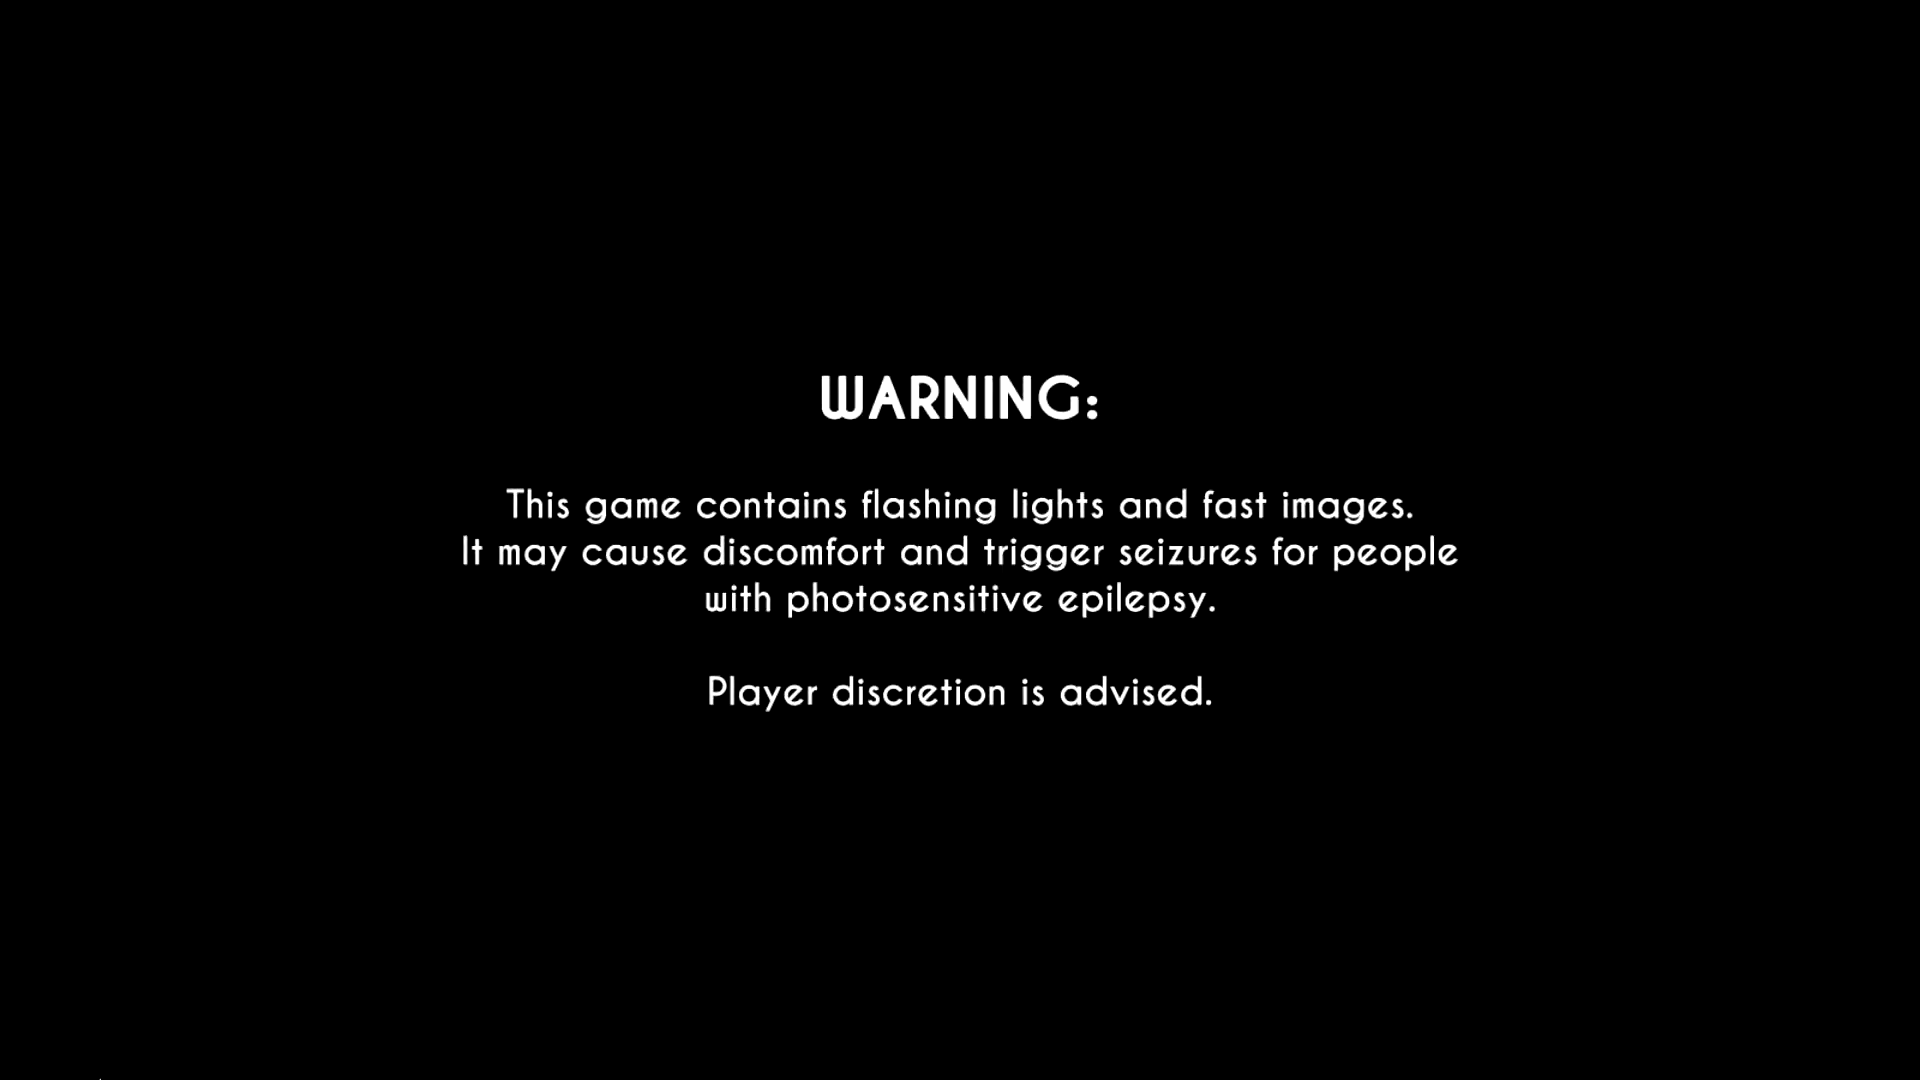 WARNING:
This game contains flashing lights and fast images.
It may cause discomfort and trigger seizures for people
with photosensitive epilepsy.
Player discretion is advised.